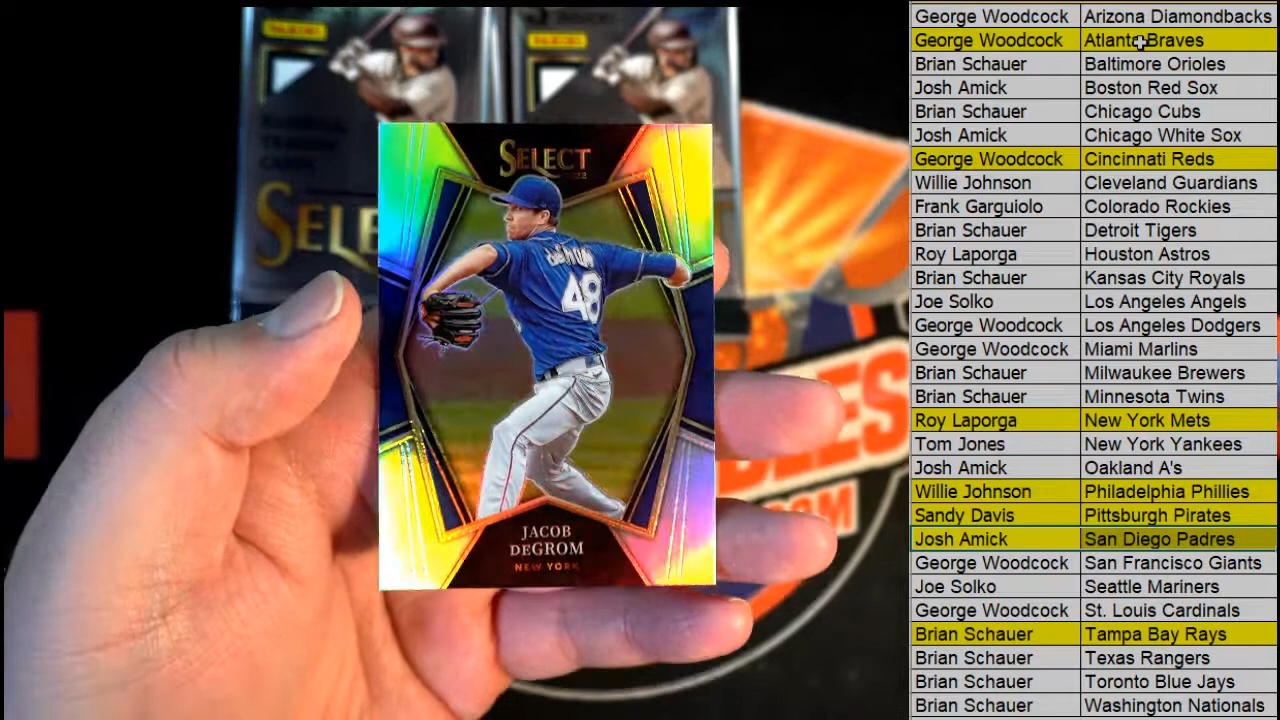 SELECT
deGROM
48
JACOB
DEGROM
NEW YORK
SELE
LES
.COM
George Woodcock Arizona Diamondbacks
George Woodcock Atlanta Braves
Brian Schauer Baltimore Orioles
Josh Amick Boston Red Sox
Brian Schauer Chicago Cubs
Josh Amick Chicago White Sox
George Woodcock Cincinnati Reds
Willie Johnson Cleveland Guardians
Frank Garguiolo Colorado Rockies
Brian Schauer Detroit Tigers
Roy Laporga Houston Astros
Brian Schauer Kansas City Royals
Joe Solko Los Angeles Angels
George Woodcock Los Angeles Dodgers
George Woodcock Miami Marlins
Brian Schauer Milwaukee Brewers
Brian Schauer Minnesota Twins
Roy Laporga New York Mets
Tom Jones New York Yankees
Josh Amick Oakland A's
Willie Johnson Philadelphia Phillies
Sandy Davis Pittsburgh Pirates
Josh Amick San Diego Padres
George Woodcock San Francisco Giants
Joe Solko Seattle Mariners
George Woodcock St. Louis Cardinals
Brian Schauer Tampa Bay Rays
Brian Schauer Texas Rangers
Brian Schauer Toronto Blue Jays
Brian Schauer Washington Nationals